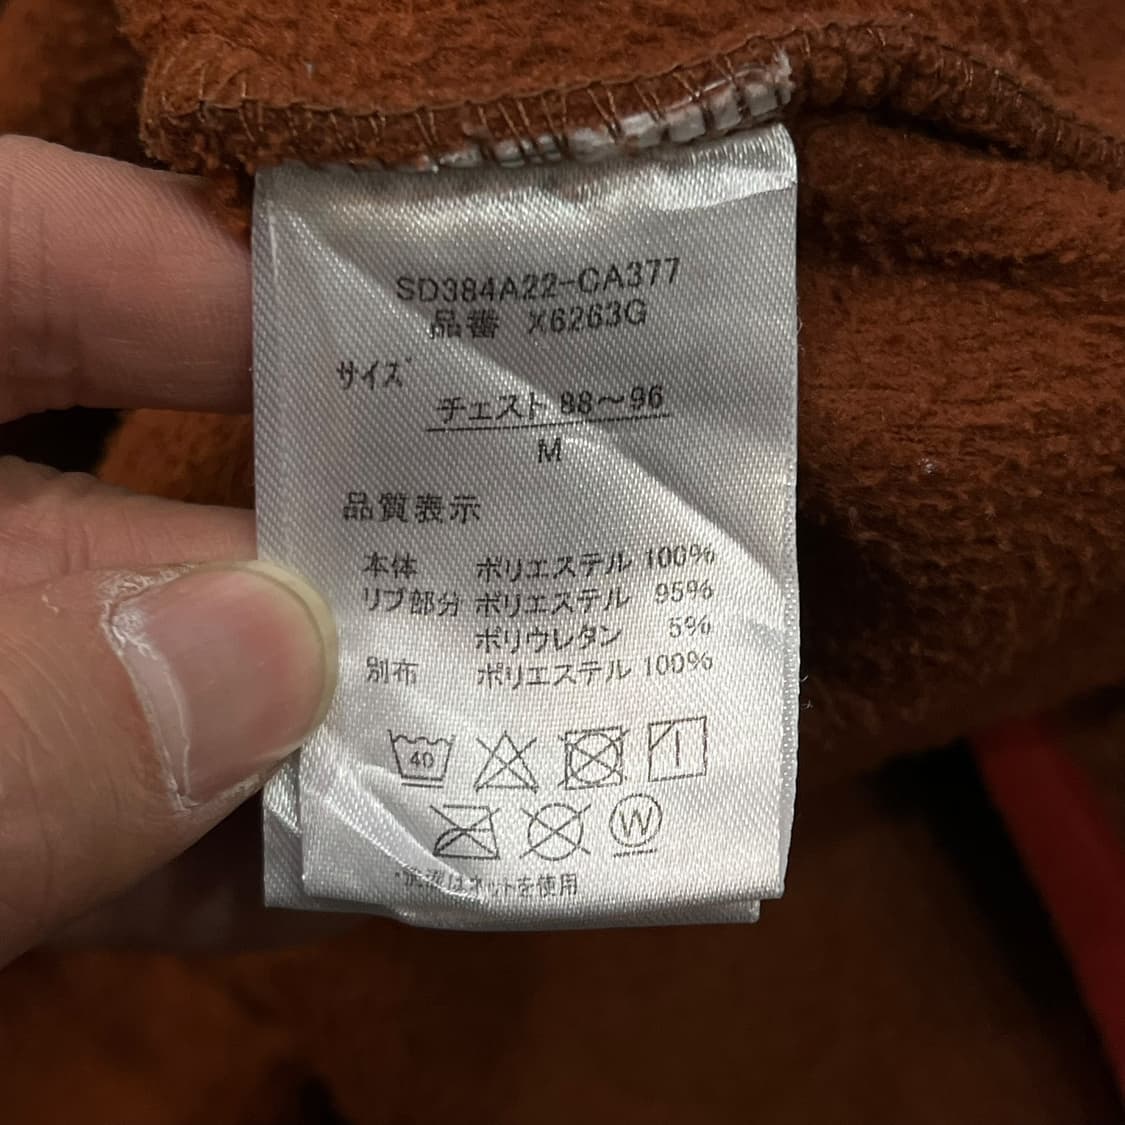 SD384A22-CA377
品番 X6263G
サイズ
チェスト 88～96
M
品質表示
本体 ポリエステル 100%
リブ部分 ポリエステル 95%
ポリウレタン 5%
別布 ポリエステル 100%
40
W
はネットを使用